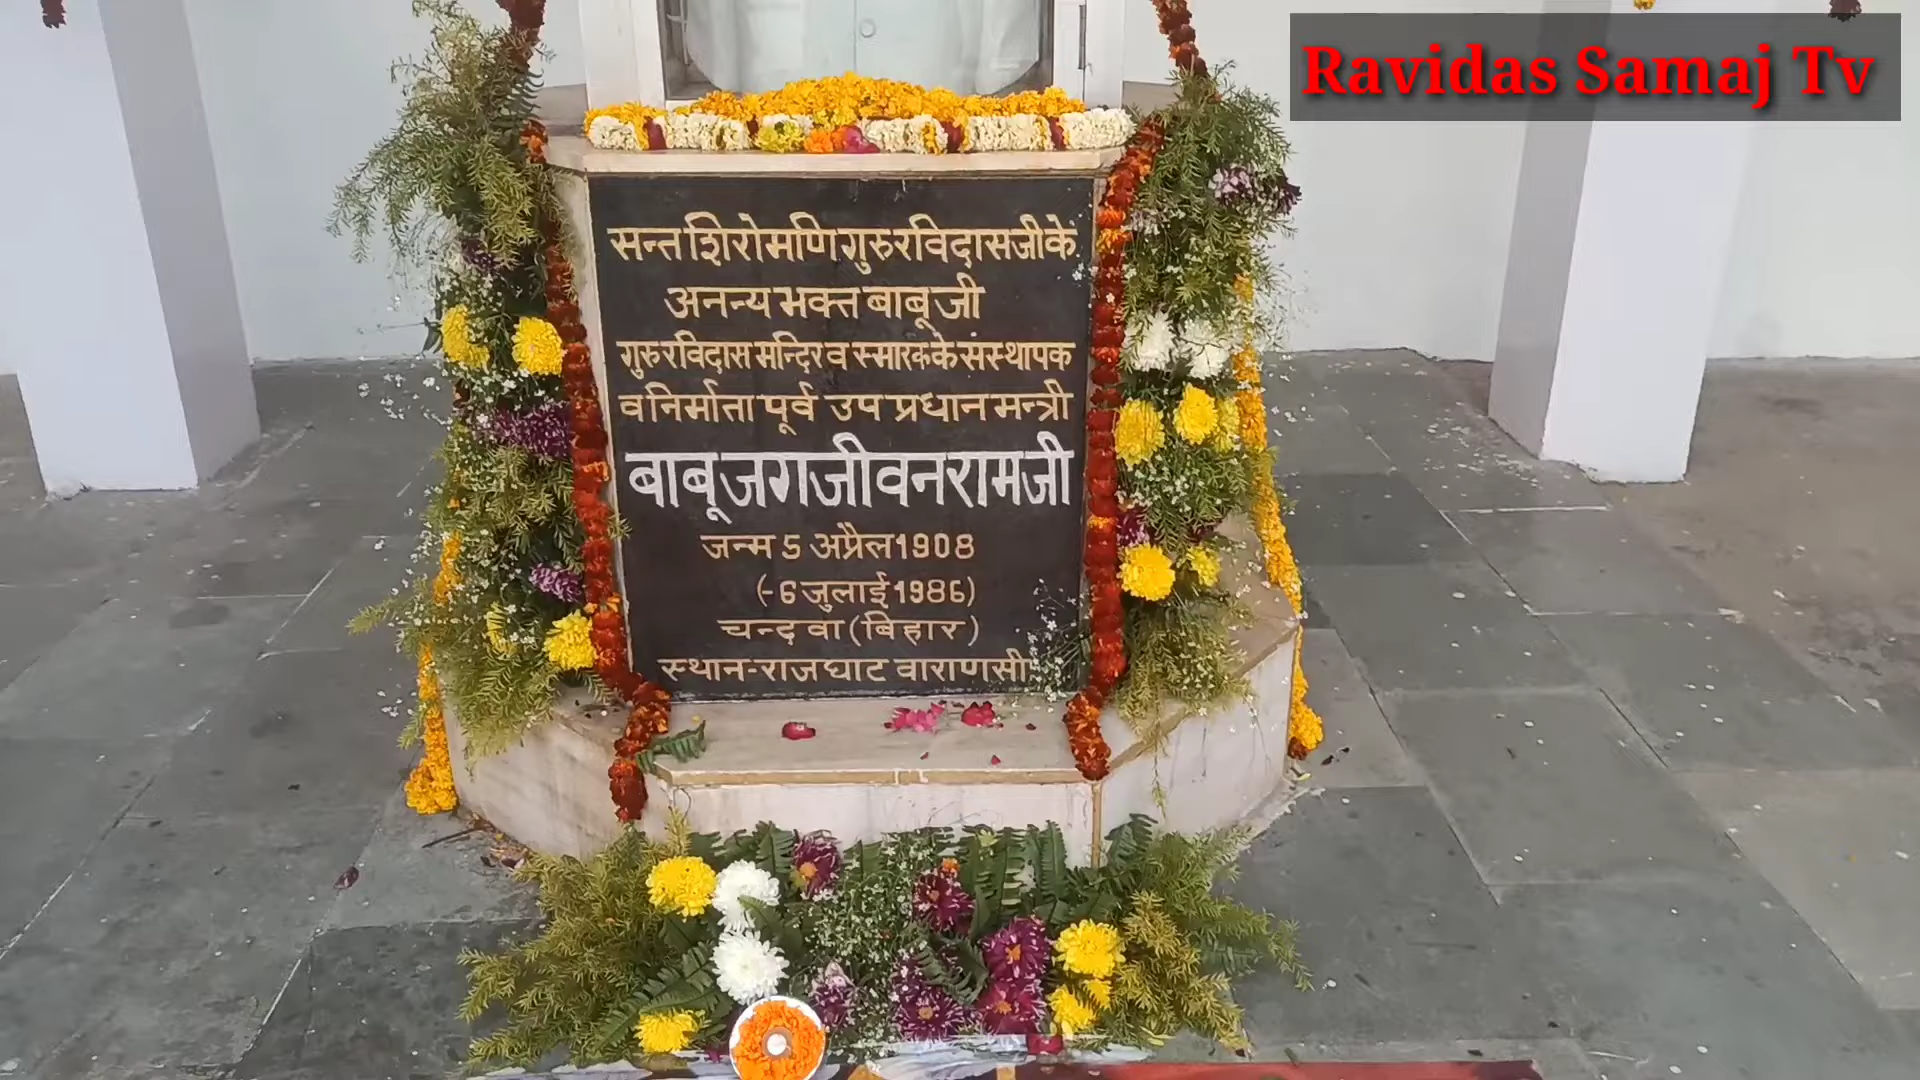 Ravidas Samaj Tv
सन्त शिरोमणि गुरु रविदास जी के
अनन्य भक्त बाबू जी
गुरु रविदास मन्दिर व स्मारक के संस्थापक
व निर्माता पूर्व उप प्रधान मन्त्री
बाबू जगजीवन राम जी
जन्म 5 अप्रैल 1908
(-6 जुलाई 1986)
चन्दवा (बिहार)
स्थान-राजघाट वाराणसी